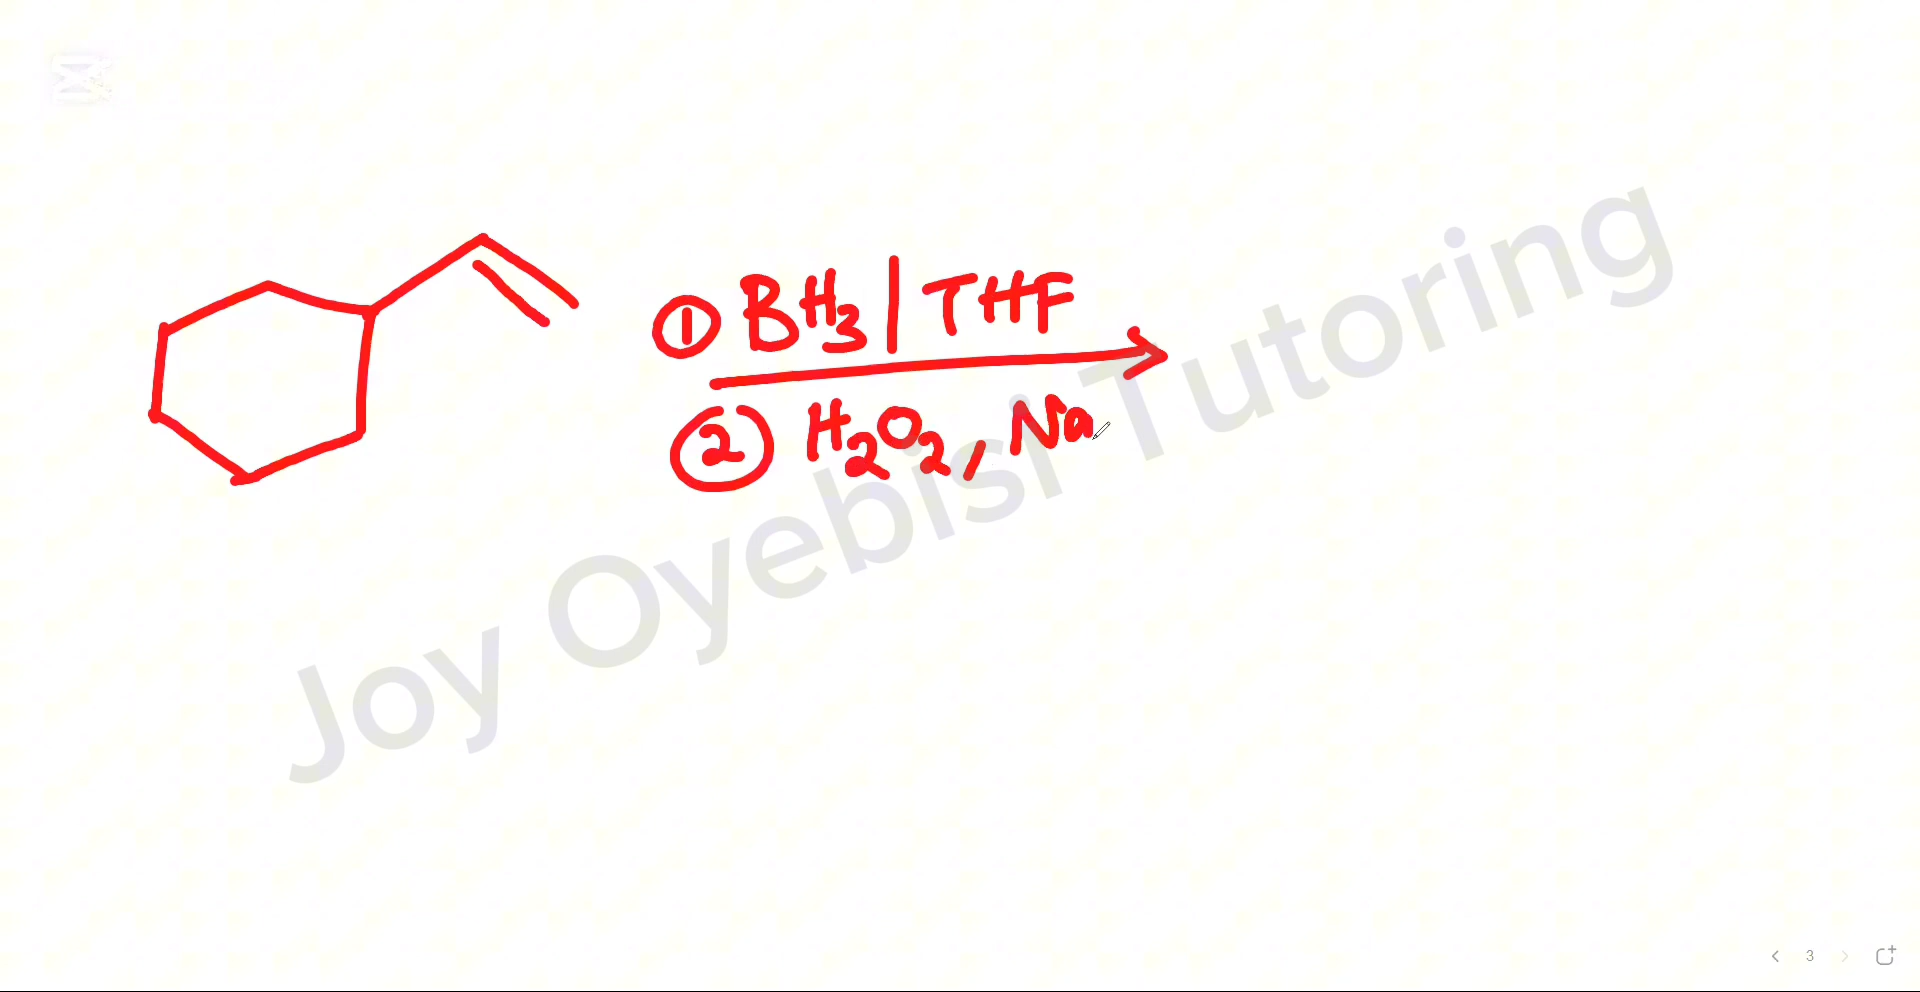 ① BH₃ | THF
② H₂O₂, Na
Joy Oyebisi Tutoring
3